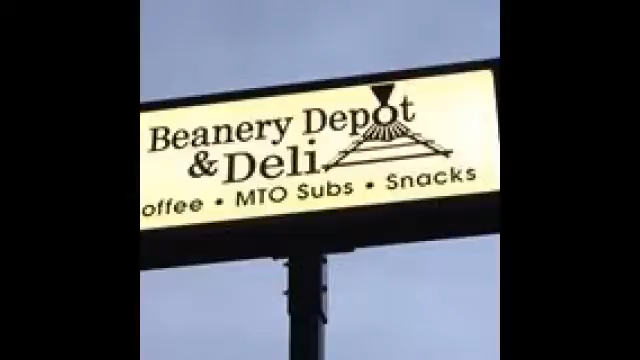 Beanery Depot
& Deli
offee • MTO Subs • Snacks